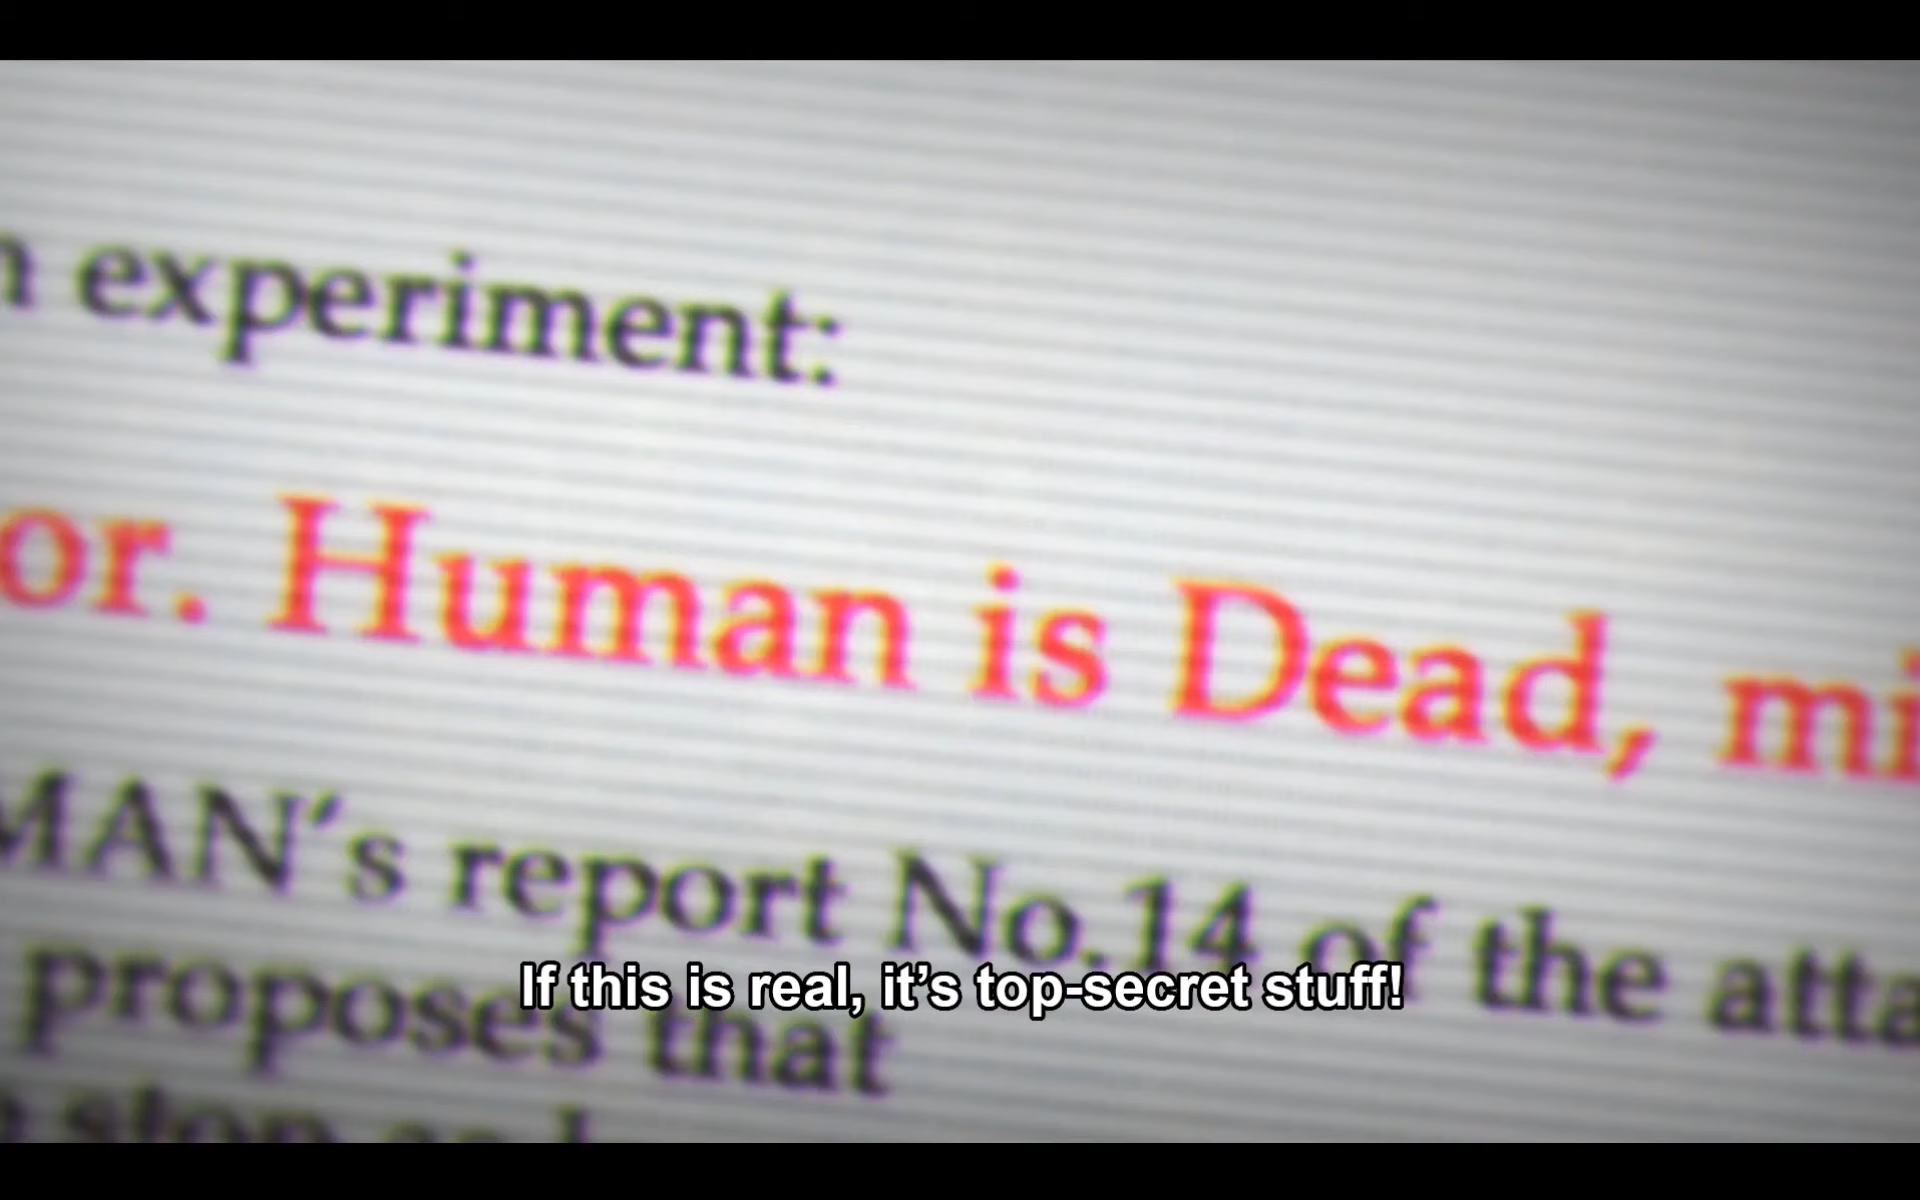 n experiment:
or. Human is Dead, mi
MAN's report No.14 of the atta
proposes that
If this is real, it's top-secret stuff!